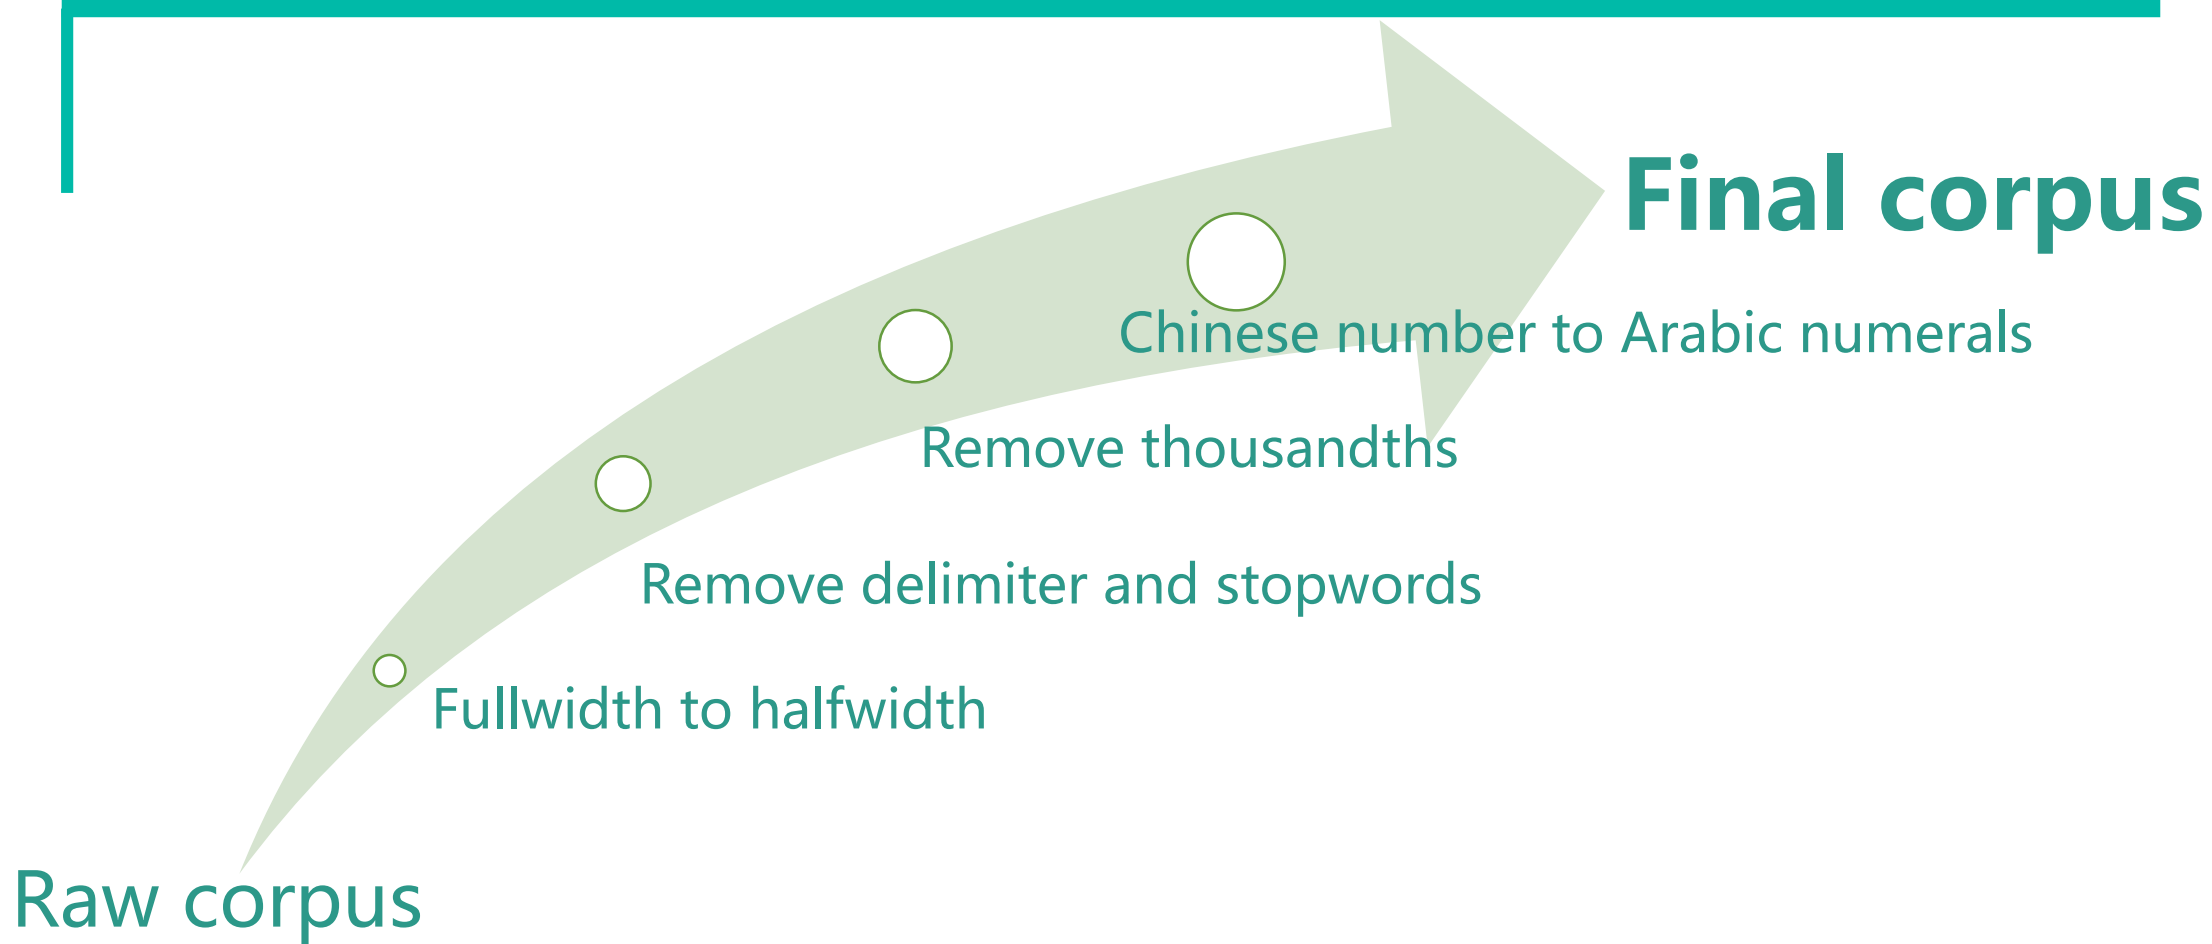 Final corpus
Chinese number to Arabic numerals
Remove thousandths
Remove delimiter and stopwords
Fullwidth to halfwidth
Raw corpus